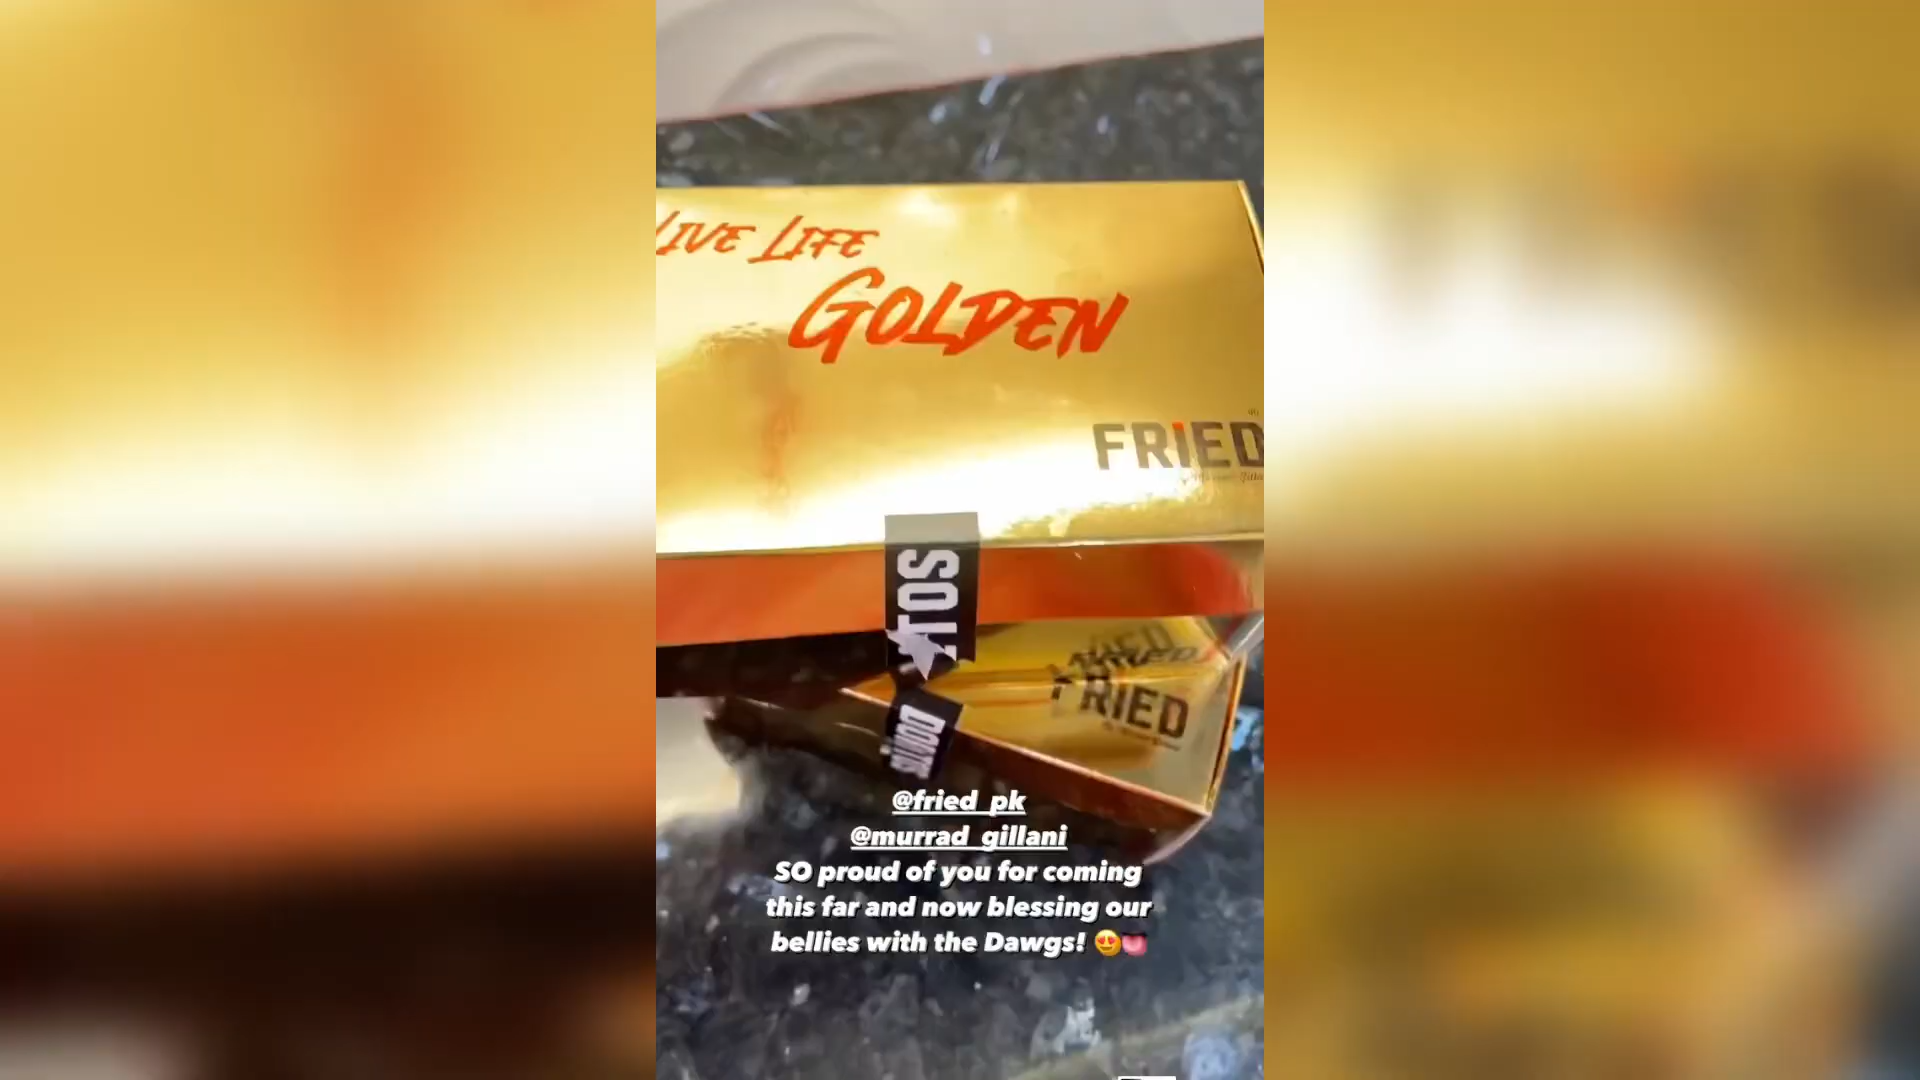 LIVE LIFE
GOLDEN
FRIED
TOS
FRIED
@fried_pk
@murrad_gillani
SO proud of you for coming
this far and now blessing our
bellies with the Dawgs! 😍👅